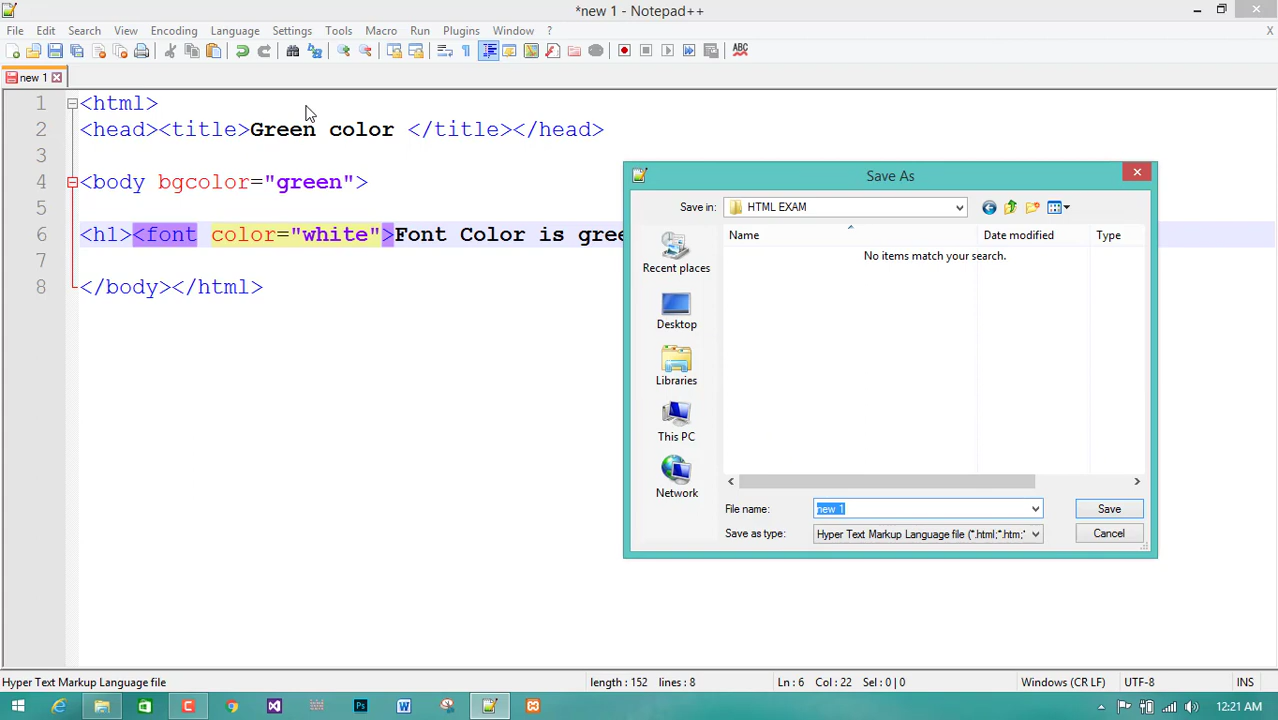 *new 1 - Notepad++
File Edit Search View Encoding Language Settings Tools Macro Run Plugins Window ? X
ABC
new 1
1 <html>
2 <head><title>Green color </title></head>
3
4 <body bgcolor="green">
5
6 <h1><font color="white">Font Color is gree
7
8 </body></html>
Save As
Save in: HTML EXAM
Name Date modified Type
No items match your search.
Recent places
Desktop
Libraries
This PC
Network
File name: new 1 Save
Save as type: Hyper Text Markup Language file (*.html;*.htm;* Cancel
Hyper Text Markup Language file length : 152 lines : 8 Ln : 6 Col : 22 Sel : 0 | 0 Windows (CR LF) UTF-8 INS
12:21 AM